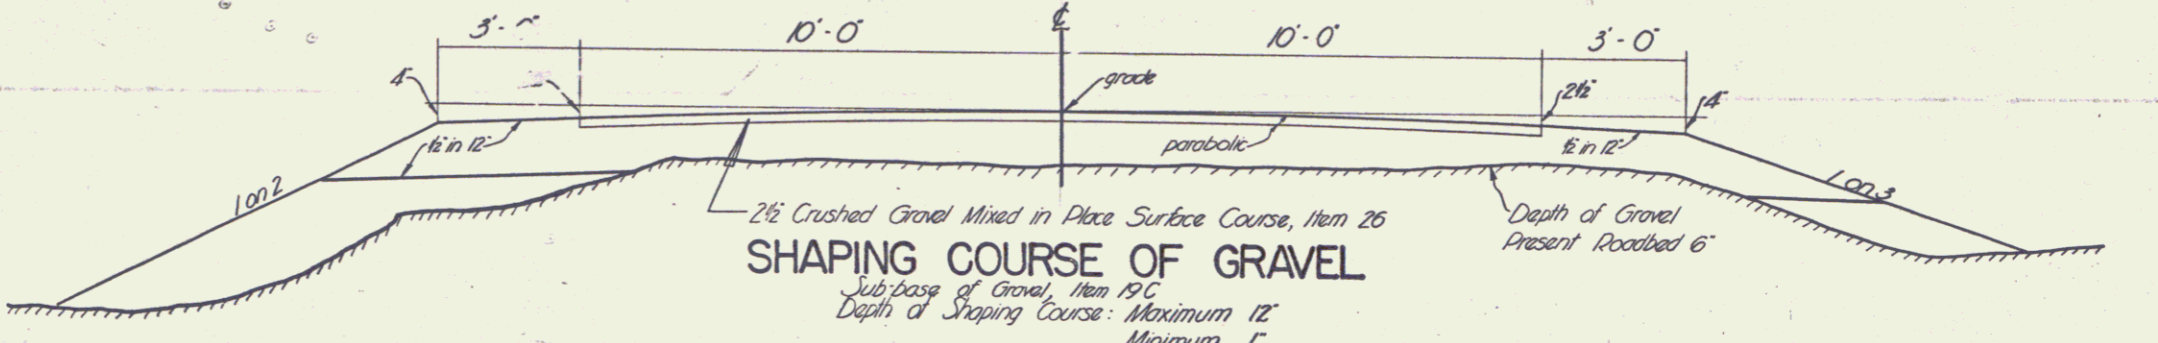 ℄
10'-0" 10'-0" 3'-0"
4" grade 2½" 4"
½ in 12" parabolic ½ in 12"
1 on 2 1 on 3
2½" Crushed Gravel Mixed in Place Surface Course, Item 26
Depth of Gravel
Present Roadbed 6"
SHAPING COURSE OF GRAVEL
Sub-base of Gravel, Item 19C
Depth of Shaping Course: Maximum 12"
Minimum 1"